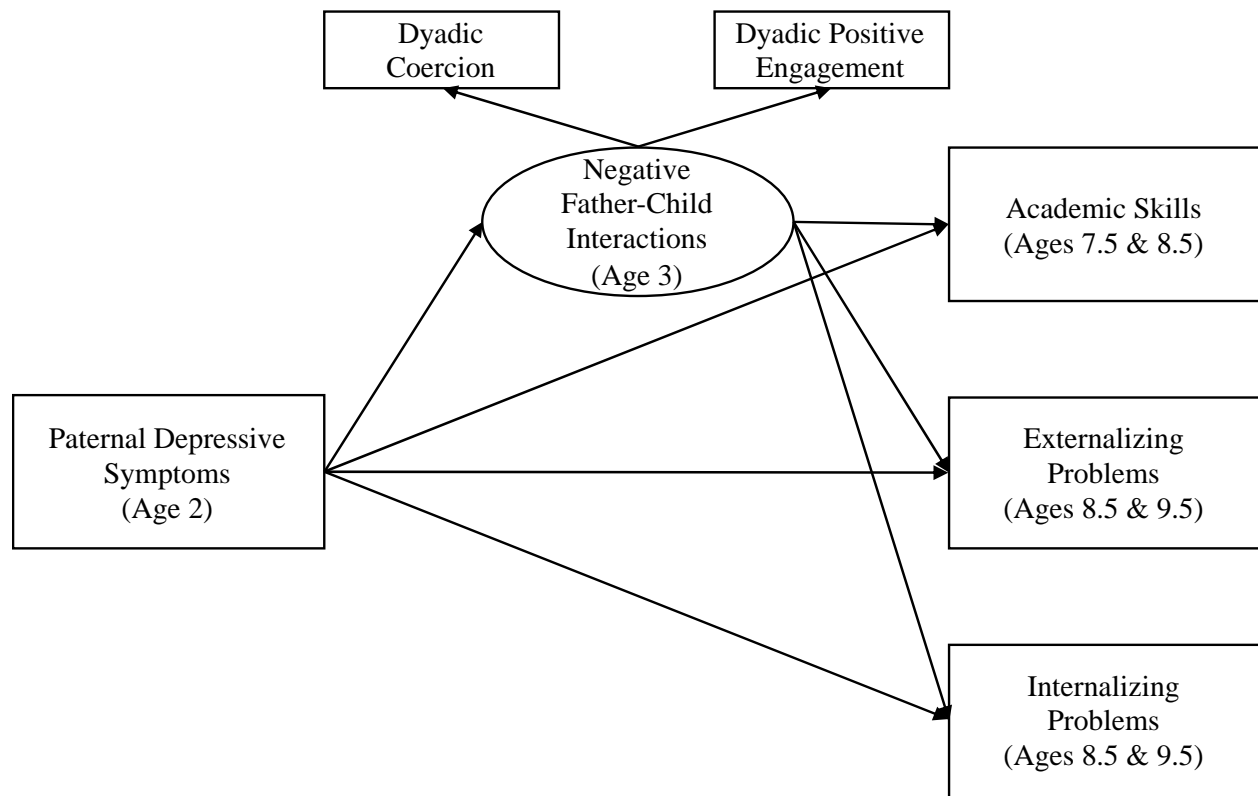 Dyadic
Coercion
Dyadic Positive
Engagement
Negative
Father-Child
Interactions
(Age 3)
Academic Skills
(Ages 7.5 & 8.5)
Paternal Depressive
Symptoms
(Age 2)
Externalizing
Problems
(Ages 8.5 & 9.5)
Internalizing
Problems
(Ages 8.5 & 9.5)